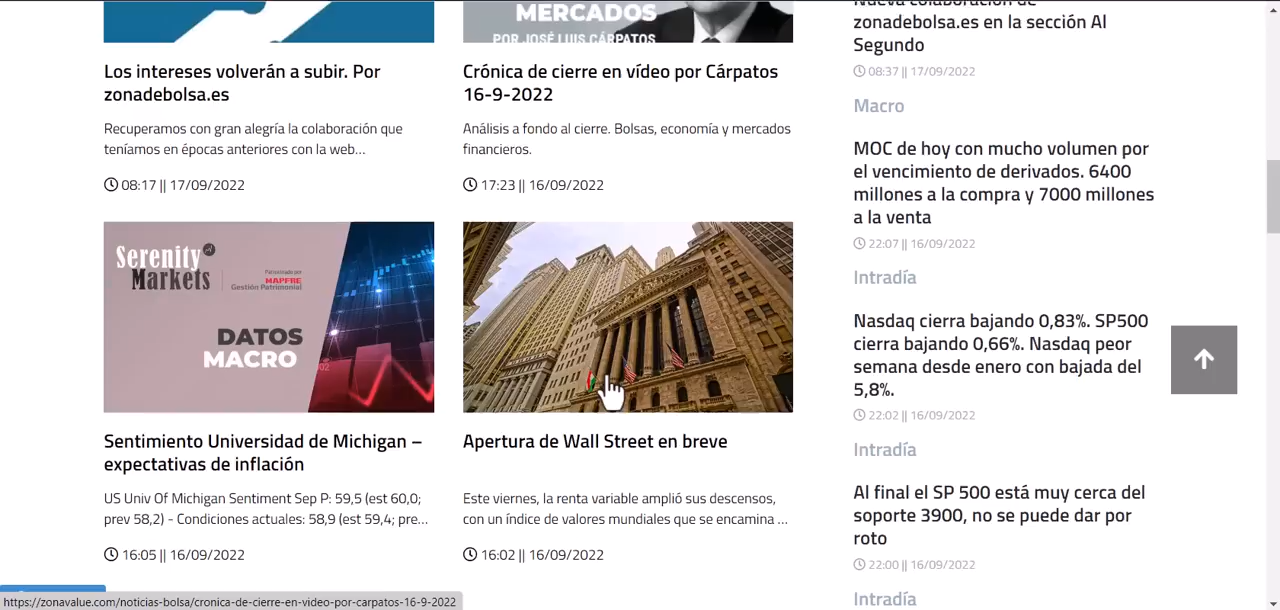 MERCADOS
POR JOSÉ LUIS CÁRPATOS
Los intereses volverán a subir. Por
zonadebolsa.es
Recuperamos con gran alegría la colaboración que
teníamos en épocas anteriores con la web...
08:17 || 17/09/2022
Crónica de cierre en vídeo por Cárpatos
16-9-2022
Análisis a fondo al cierre. Bolsas, economía y mercados
financieros.
17:23 || 16/09/2022
Serenity
Markets
Patrocinado por
MAPFRE
Gestión Patrimonial
DATOS
MACRO
Sentimiento Universidad de Michigan –
expectativas de inflación
US Univ Of Michigan Sentiment Sep P: 59,5 (est 60,0;
prev 58,2) - Condiciones actuales: 58,9 (est 59,4; pre...
16:05 || 16/09/2022
Apertura de Wall Street en breve
Este viernes, la renta variable amplió sus descensos,
con un índice de valores mundiales que se encamina ...
16:02 || 16/09/2022
Nueva colaboración de
zonadebolsa.es en la sección Al
Segundo
08:37 || 17/09/2022
Macro
MOC de hoy con mucho volumen por
el vencimiento de derivados. 6400
millones a la compra y 7000 millones
a la venta
22:07 || 16/09/2022
Intradía
Nasdaq cierra bajando 0,83%. SP500
cierra bajando 0,66%. Nasdaq peor
semana desde enero con bajada del
5,8%.
22:02 || 16/09/2022
Intradía
Al final el SP 500 está muy cerca del
soporte 3900, no se puede dar por
roto
22:00 || 16/09/2022
Intradía
https://zonavalue.com/noticias-bolsa/cronica-de-cierre-en-video-por-carpatos-16-9-2022